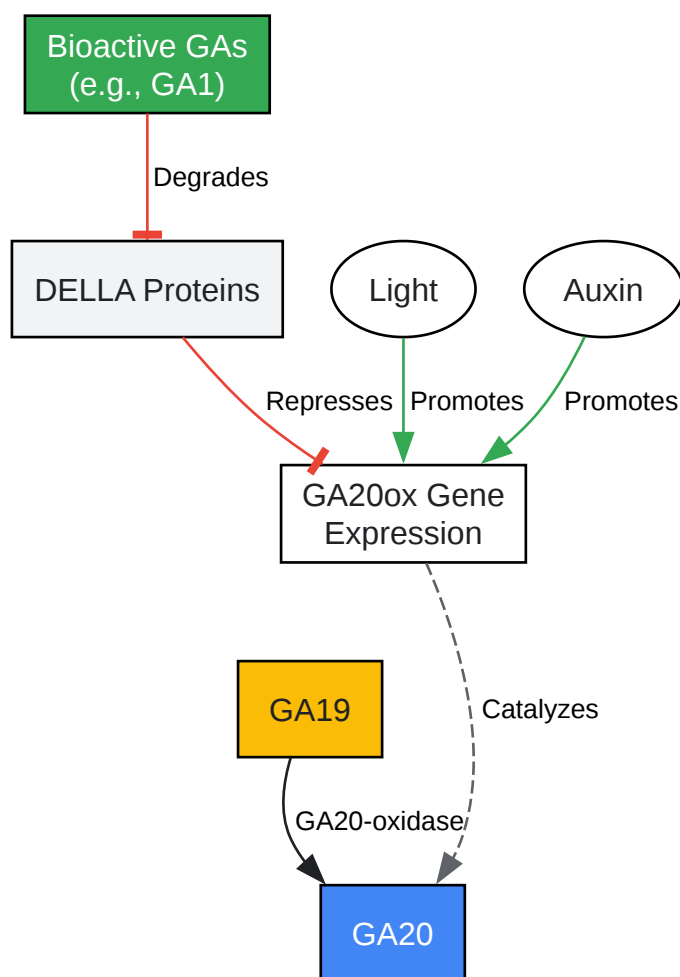 Bioactive GAs
(e.g., GA1)
Degrades
DELLA Proteins
Light
Auxin
Represses
Promotes
Promotes
GA20ox Gene
Expression
GA19
Catalyzes
GA20-oxidase
GA20